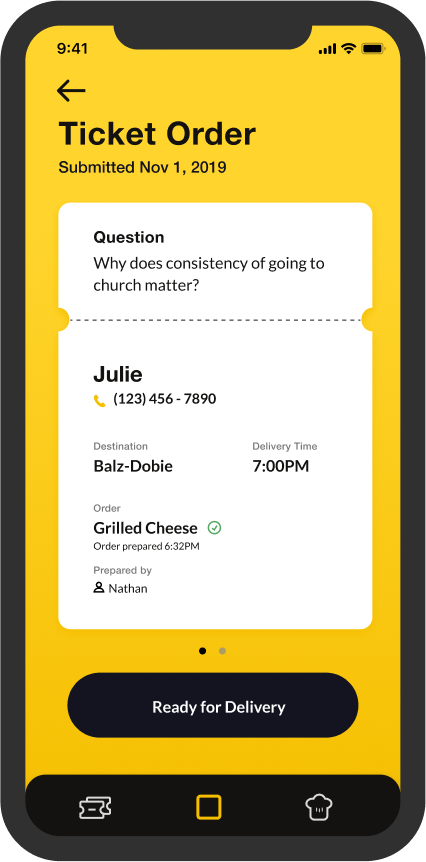 9:41
Ticket Order
Submitted Nov 1, 2019
Question
Why does consistency of going to
church matter?
Julie
(123) 456 - 7890
Destination
Delivery Time
Balz-Dobie
7:00PM
Order
Grilled Cheese
Order prepared 6:32PM
Prepared by
Nathan
Ready for Delivery